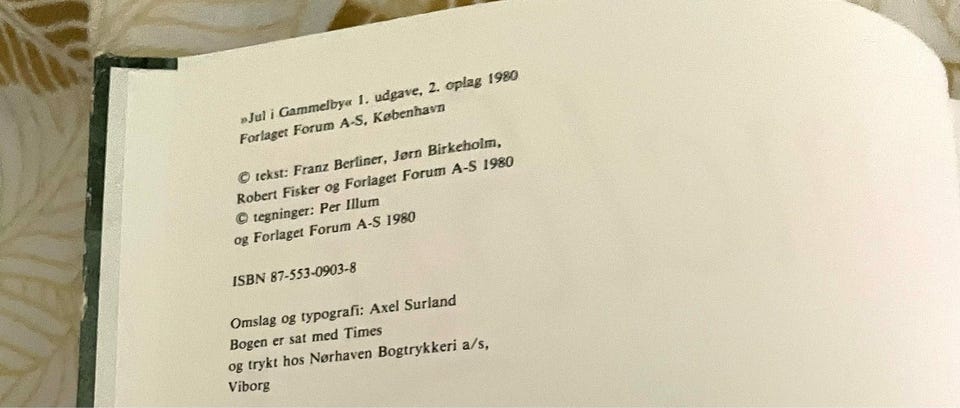 »Jul i Gammelby« 1. udgave, 2. oplag 1980
Forlaget Forum A-S, København
© tekst: Franz Berliner, Jørn Birkeholm,
Robert Fisker og Forlaget Forum A-S 1980
© tegninger: Per Illum
og Forlaget Forum A-S 1980
ISBN 87-553-0903-8
Omslag og typografi: Axel Surland
Bogen er sat med Times
og trykt hos Nørhaven Bogtrykkeri a/s,
Viborg